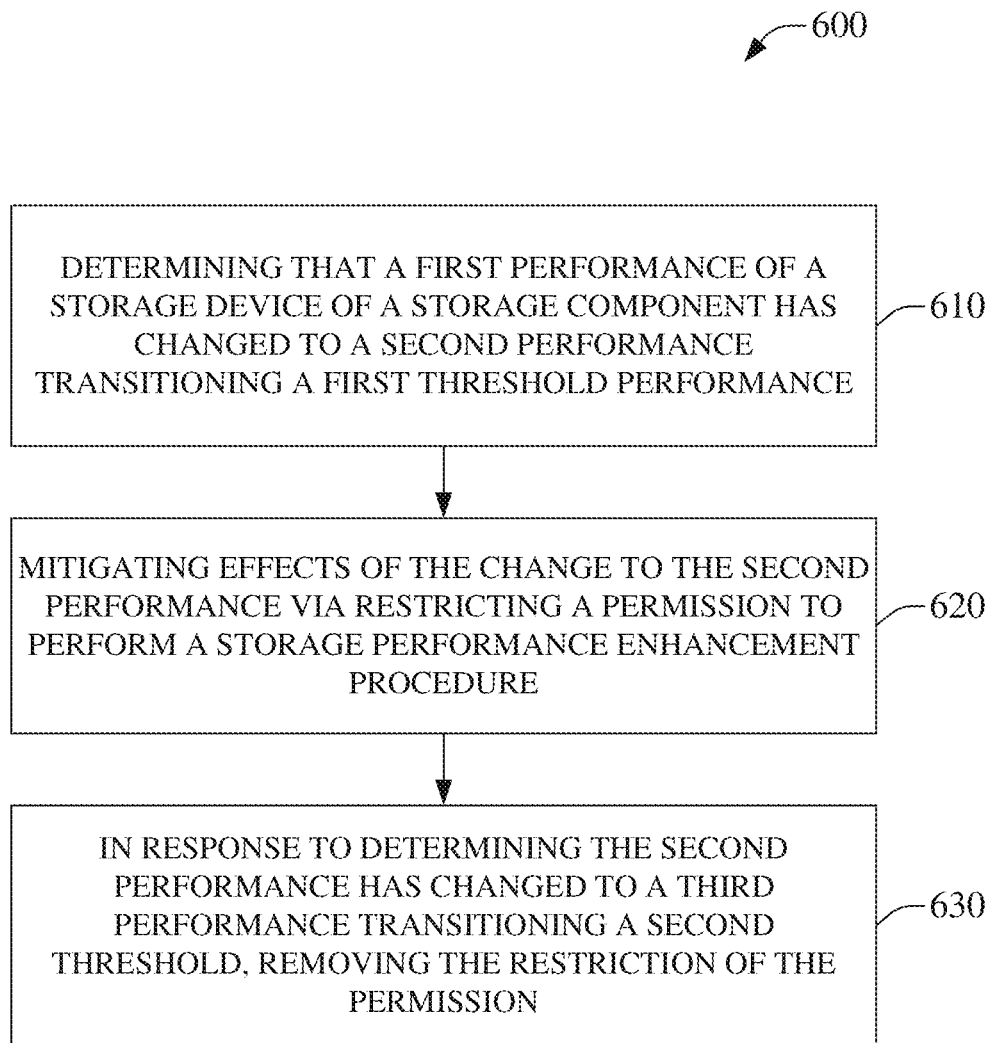 600
DETERMINING THAT A FIRST PERFORMANCE OF A
STORAGE DEVICE OF A STORAGE COMPONENT HAS
CHANGED TO A SECOND PERFORMANCE
TRANSITIONING A FIRST THRESHOLD PERFORMANCE
610
MITIGATING EFFECTS OF THE CHANGE TO THE SECOND
PERFORMANCE VIA RESTRICTING A PERMISSION TO
PERFORM A STORAGE PERFORMANCE ENHANCEMENT
PROCEDURE
620
IN RESPONSE TO DETERMINING THE SECOND
PERFORMANCE HAS CHANGED TO A THIRD
PERFORMANCE TRANSITIONING A SECOND
THRESHOLD, REMOVING THE RESTRICTION OF THE
PERMISSION
630